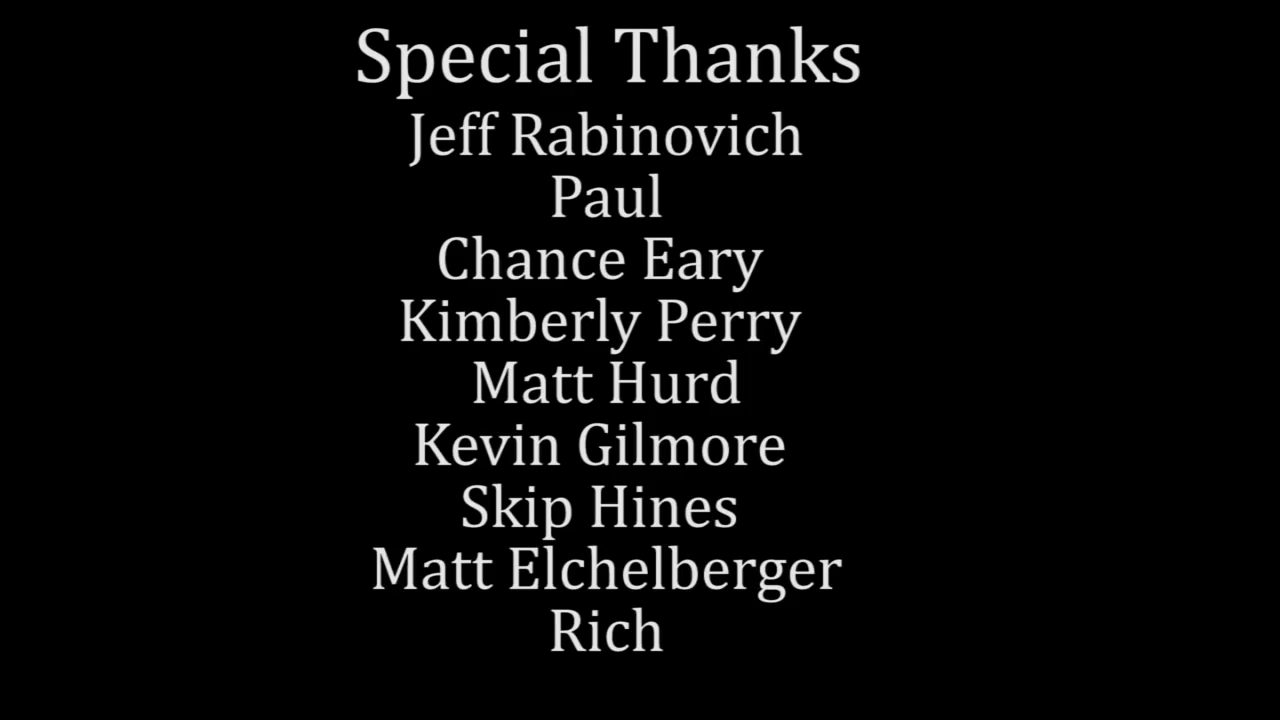 Special Thanks
Jeff Rabinovich
Paul
Chance Eary
Kimberly Perry
Matt Hurd
Kevin Gilmore
Skip Hines
Matt Elchelberger
Rich